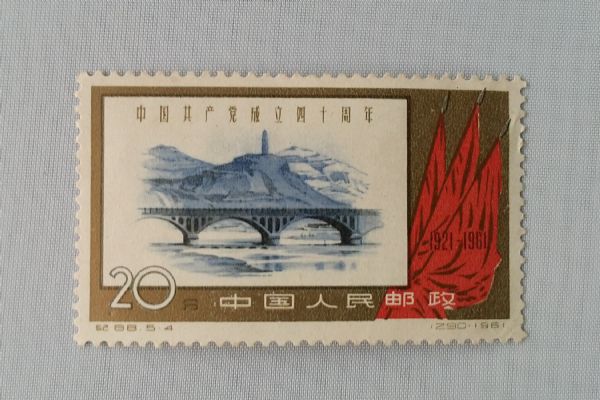 中国共产党成立四十周年
1921-1961
20分 中国人民邮政
纪88.5-4 (290-1961)